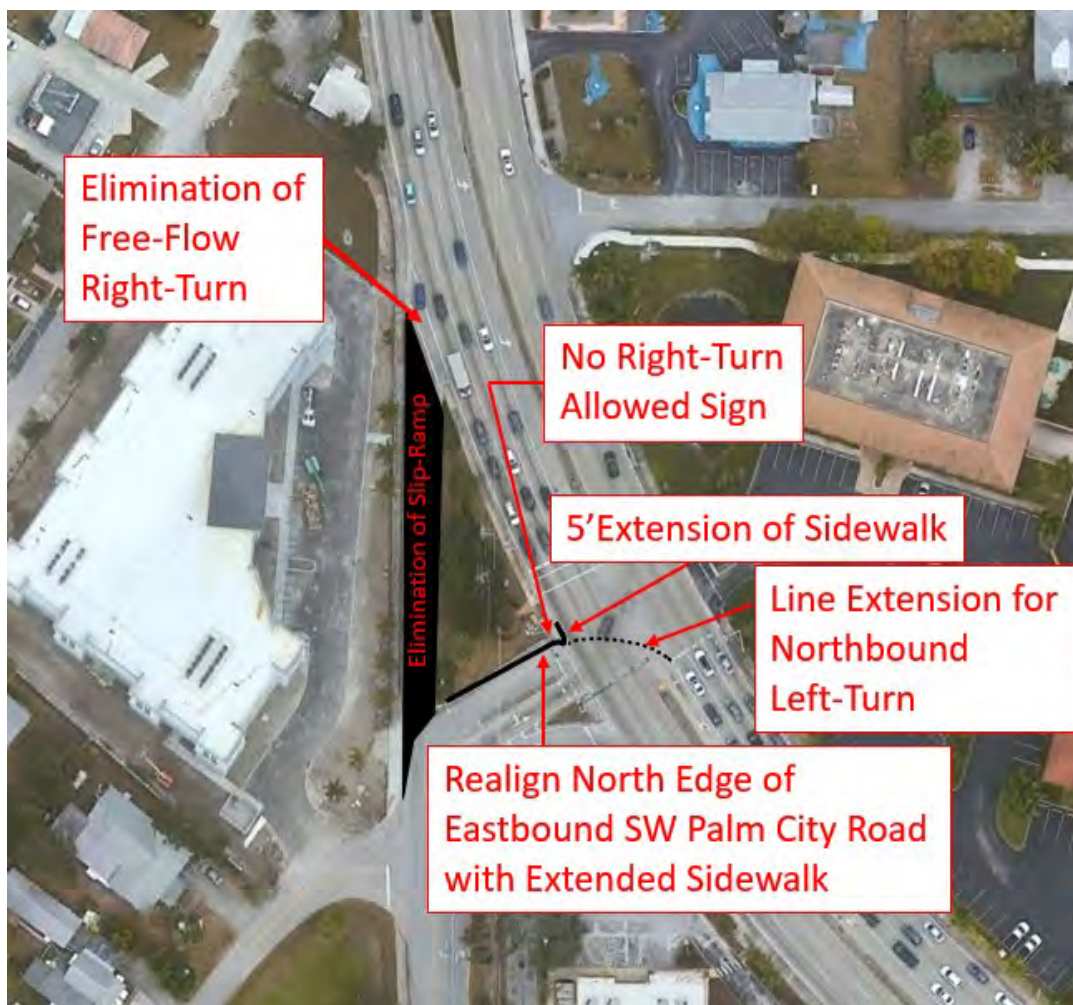 Elimination of
Free-Flow
Right-Turn
No Right-Turn
Allowed Sign
5'Extension of Sidewalk
Elimination of Slip-Ramp
Line Extension for
Northbound
Left-Turn
Realign North Edge of
Eastbound SW Palm City Road
with Extended Sidewalk